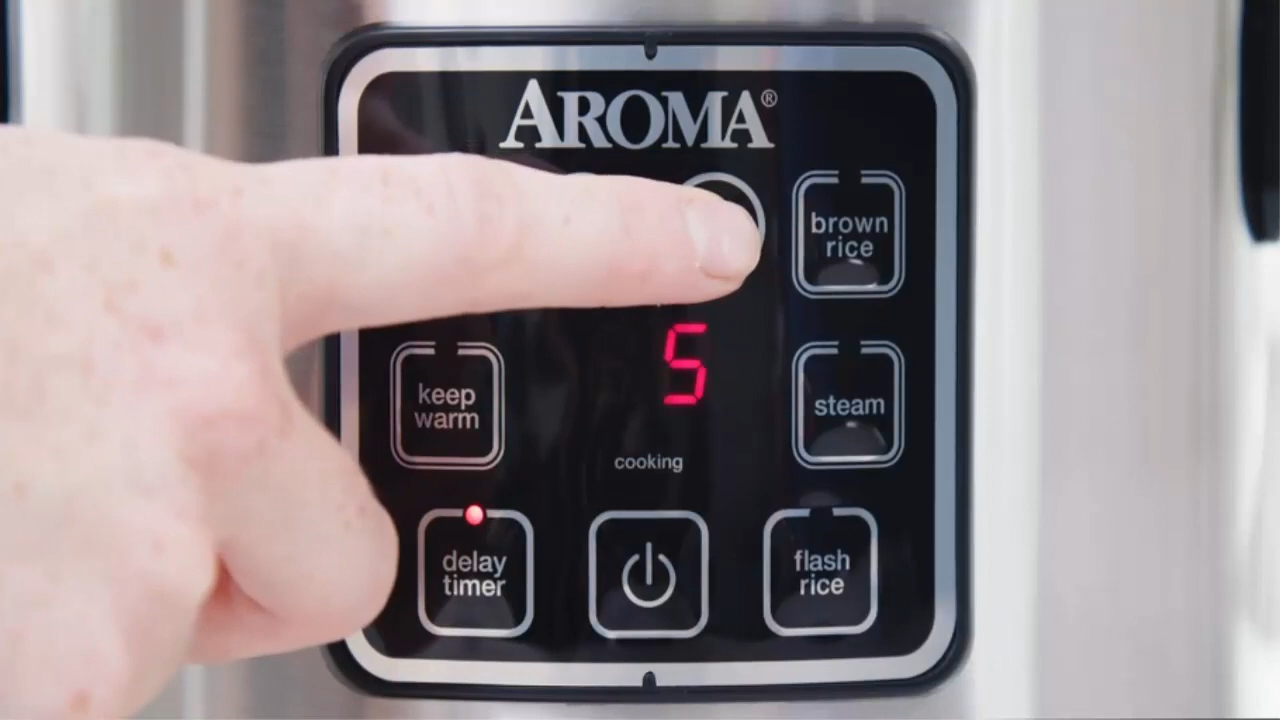 AROMA®
brown
rice
5
keep
warm
steam
cooking
delay
timer
flash
rice